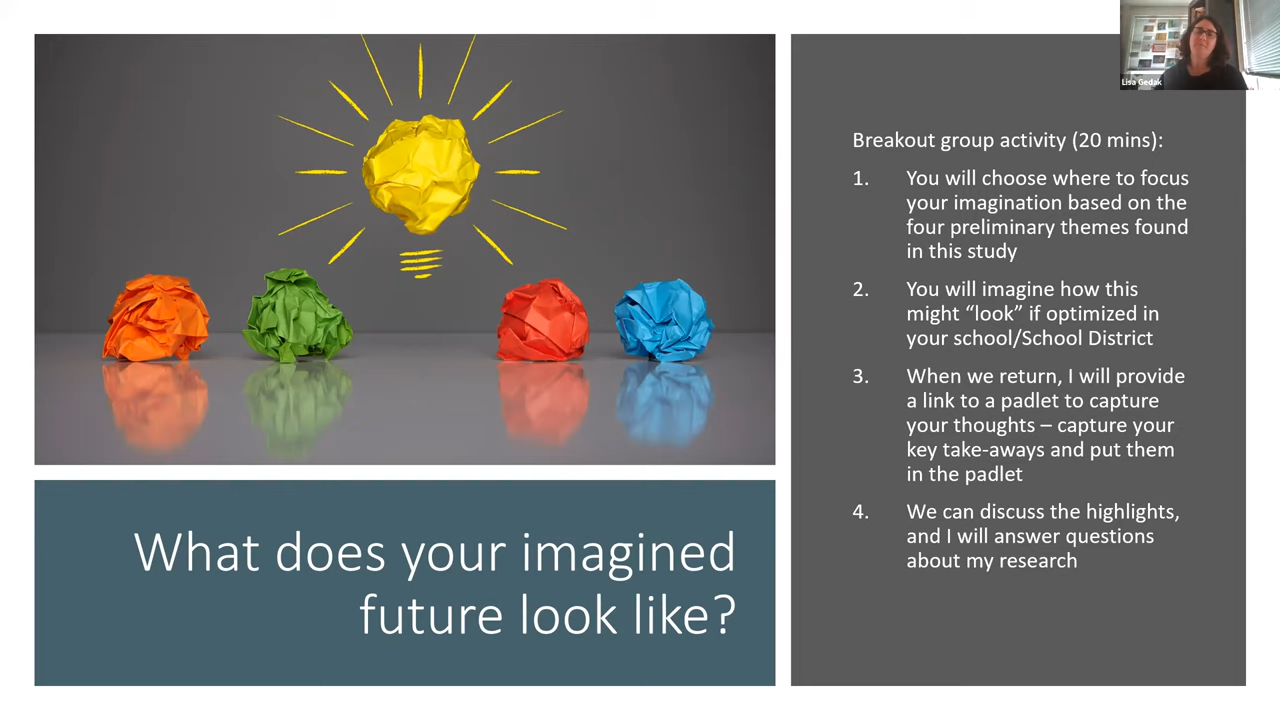 Lisa Gedak
What does your imagined
future look like?
Breakout group activity (20 mins):
1. You will choose where to focus
your imagination based on the
four preliminary themes found
in this study
2. You will imagine how this
might “look” if optimized in
your school/School District
3. When we return, I will provide
a link to a padlet to capture
your thoughts – capture your
key take-aways and put them
in the padlet
4. We can discuss the highlights,
and I will answer questions
about my research